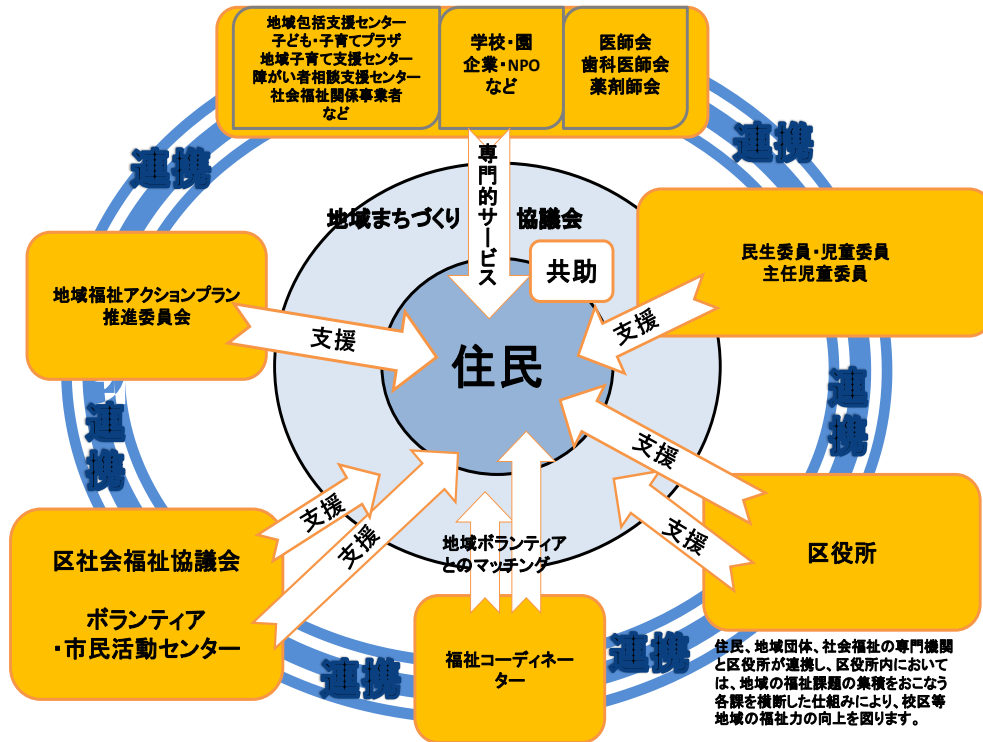 地域包括支援センター
子ども・子育てプラザ
地域子育て支援センター
障がい者相談支援センター
社会福祉関係事業者
など
学校・園
企業・NPO
など
医師会
歯科医師会
薬剤師会
連携
連携
専門的サービス
地域まちづくり
協議会
共助
民生委員・児童委員
主任児童委員
地域福祉アクションプラン
推進委員会
支援
支援
住民
連携
連携
支援
支援
支援
支援
区社会福祉協議会
ボランティア
・市民活動センター
地域ボランティア
とのマッチング
区役所
福祉コーディネー
ター
連携
連携
住民、地域団体、社会福祉の専門機関
と区役所が連携し、区役所内において
は、地域の福祉課題の集積をおこなう
各課を横断した仕組みにより、校区等
地域の福祉力の向上を図ります。